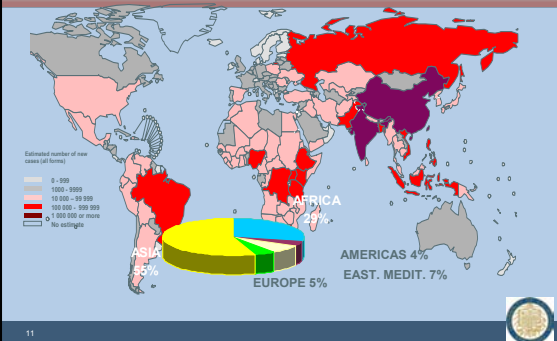 Estimated number of new
cases (all forms)
0 - 999
1000 - 9999
10 000 – 99 999
100 000 - 999 999
1 000 000 or more
No estimate
AFRICA
29%
ASIA
55%
AMERICAS 4%
EAST. MEDIT. 7%
EUROPE 5%
11